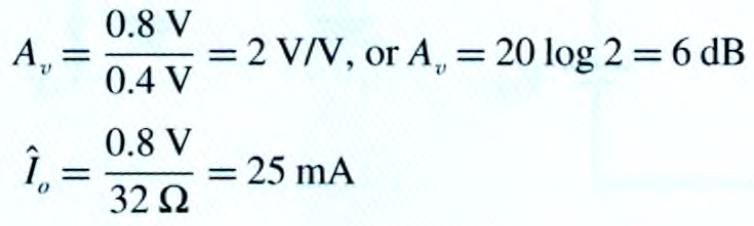 A_v = 0.8 V / 0.4 V = 2 V/V, or A_v = 20 log 2 = 6 dB
Î_o = 0.8 V / 32 Ω = 25 mA